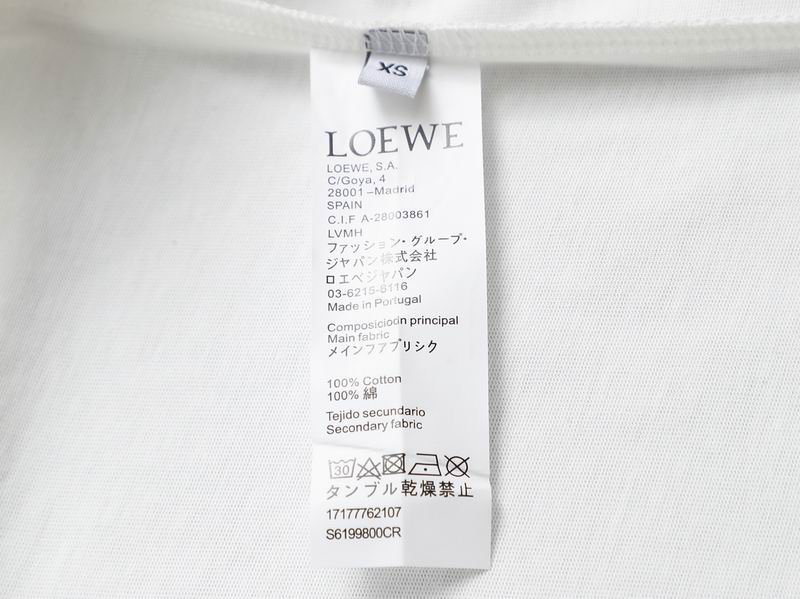 XS
LOEWE
LOEWE, S.A.
C/Goya, 4
28001–Madrid
SPAIN
C.I.F A-28003861
LVMH
ファッション・グループ・
ジャパン株式会社
ロエベジャパン
03-6215-6116
Made in Portugal
Composiciodn principal
Main fabric
メインファプリシク
100% Cotton
100% 綿
Tejido secundario
Secondary fabric
30
タンブル乾燥禁止
17177762107
S6199800CR